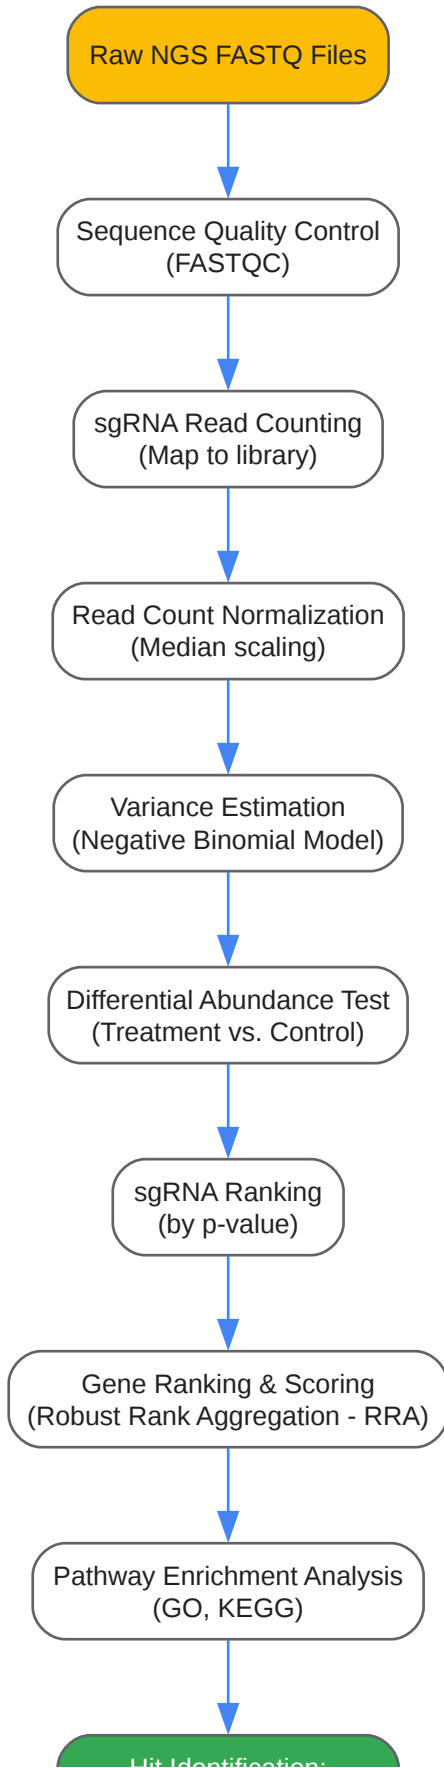 Raw NGS FASTQ Files
Sequence Quality Control
(FASTQC)
sgRNA Read Counting
(Map to library)
Read Count Normalization
(Median scaling)
Variance Estimation
(Negative Binomial Model)
Differential Abundance Test
(Treatment vs. Control)
sgRNA Ranking
(by p-value)
Gene Ranking & Scoring
(Robust Rank Aggregation - RRA)
Pathway Enrichment Analysis
(GO, KEGG)
Hit Identification: